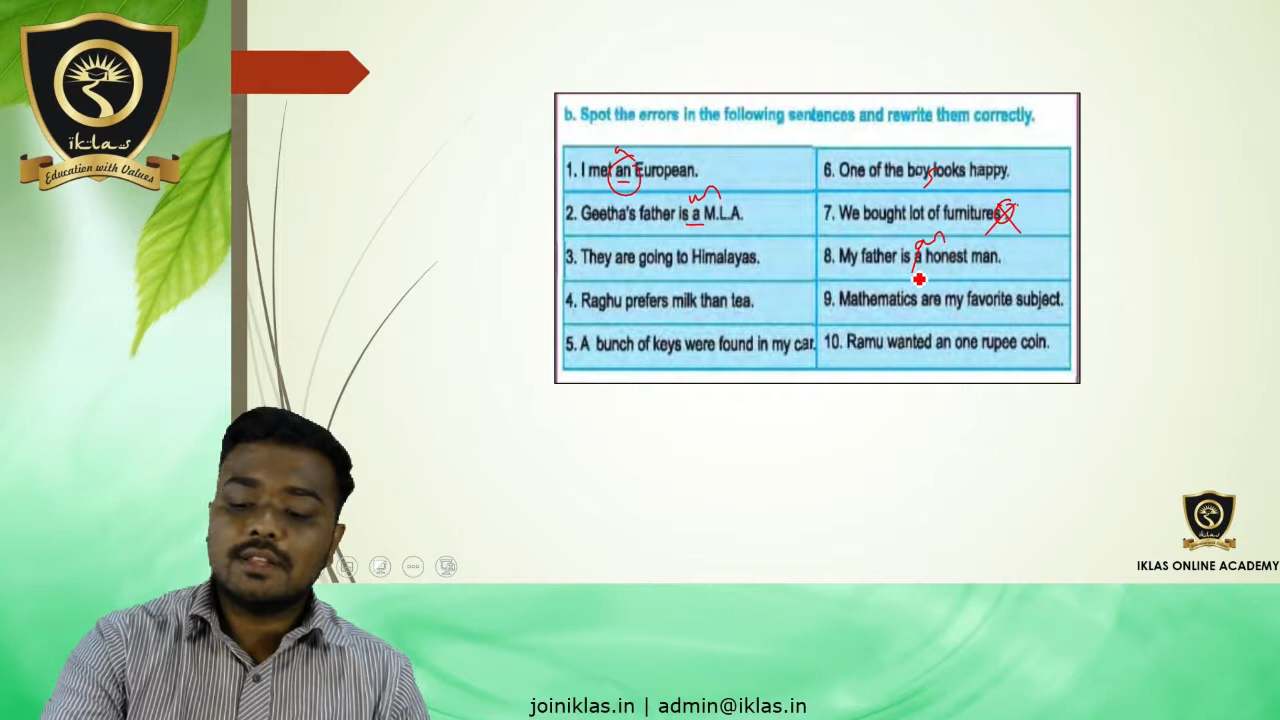 iklas
Education with Values
b. Spot the errors in the following sentences and rewrite them correctly.
a
1. I met an European.
6. One of the boy looks happy.
s
an
2. Geetha's father is a M.L.A.
7. We bought lot of furnitures.
an
3. They are going to Himalayas.
8. My father is a honest man.
4. Raghu prefers milk than tea.
9. Mathematics are my favorite subject.
5. A bunch of keys were found in my car.
10. Ramu wanted an one rupee coin.
IKLAS ONLINE ACADEMY
joiniklas.in | admin@iklas.in